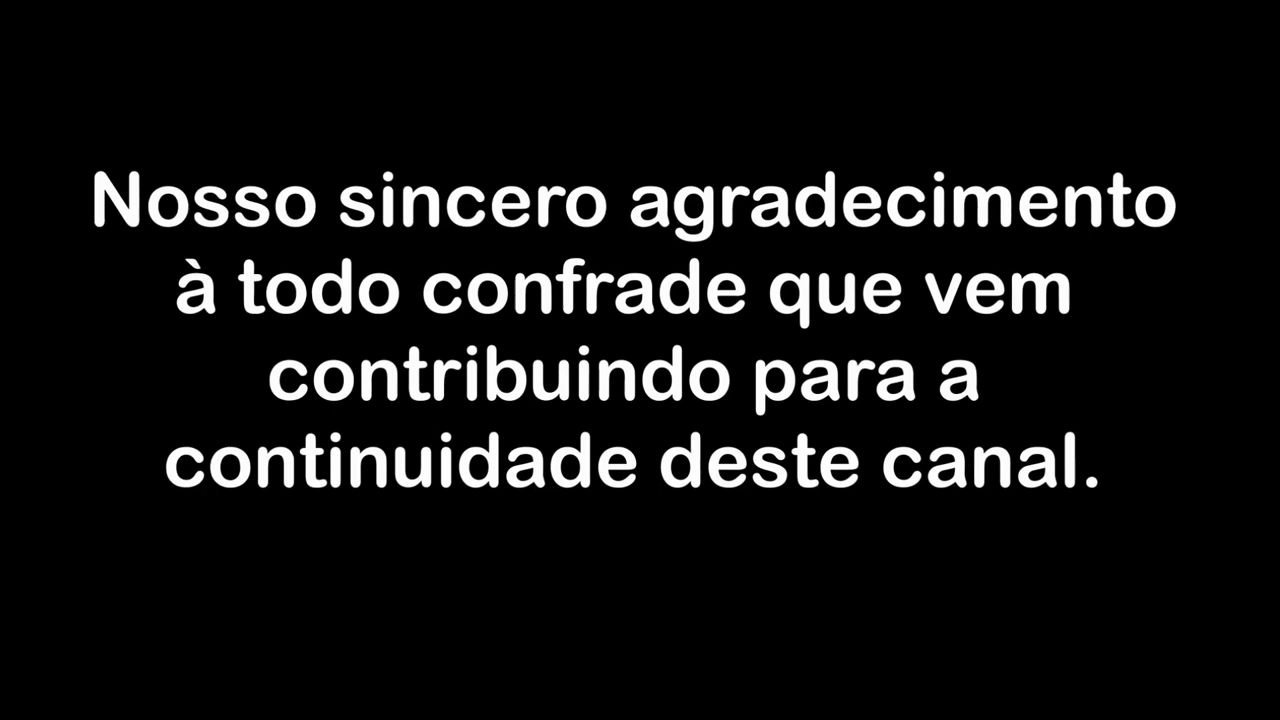 Nosso sincero agradecimento
à todo confrade que vem
contribuindo para a
continuidade deste canal.